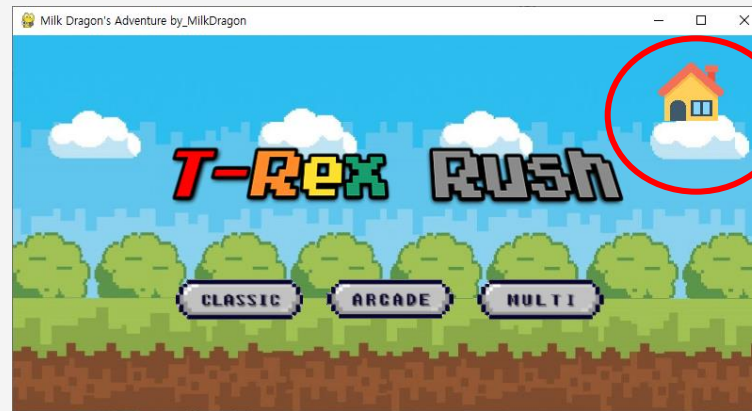 Milk Dragon's Adventure by_MilkDragon
T-Rex Rush
CLASSIC ARCADE MULTI